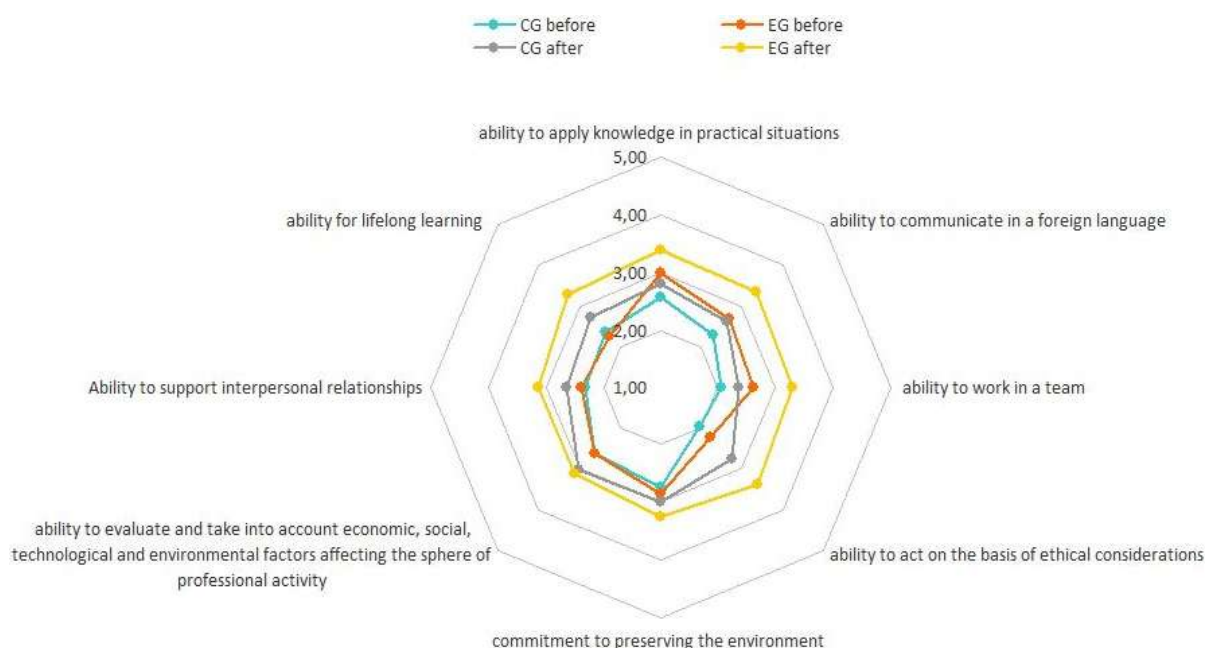 CG before
EG before
CG after
EG after
ability to apply knowledge in practical situations
5,00
ability to communicate in a foreign language
ability for lifelong learning
4,00
3,00
2,00
1,00
Ability to support interpersonal relationships
ability to work in a team
ability to evaluate and take into account economic, social,
technological and environmental factors affecting the sphere of
professional activity
ability to act on the basis of ethical considerations
commitment to preserving the environment